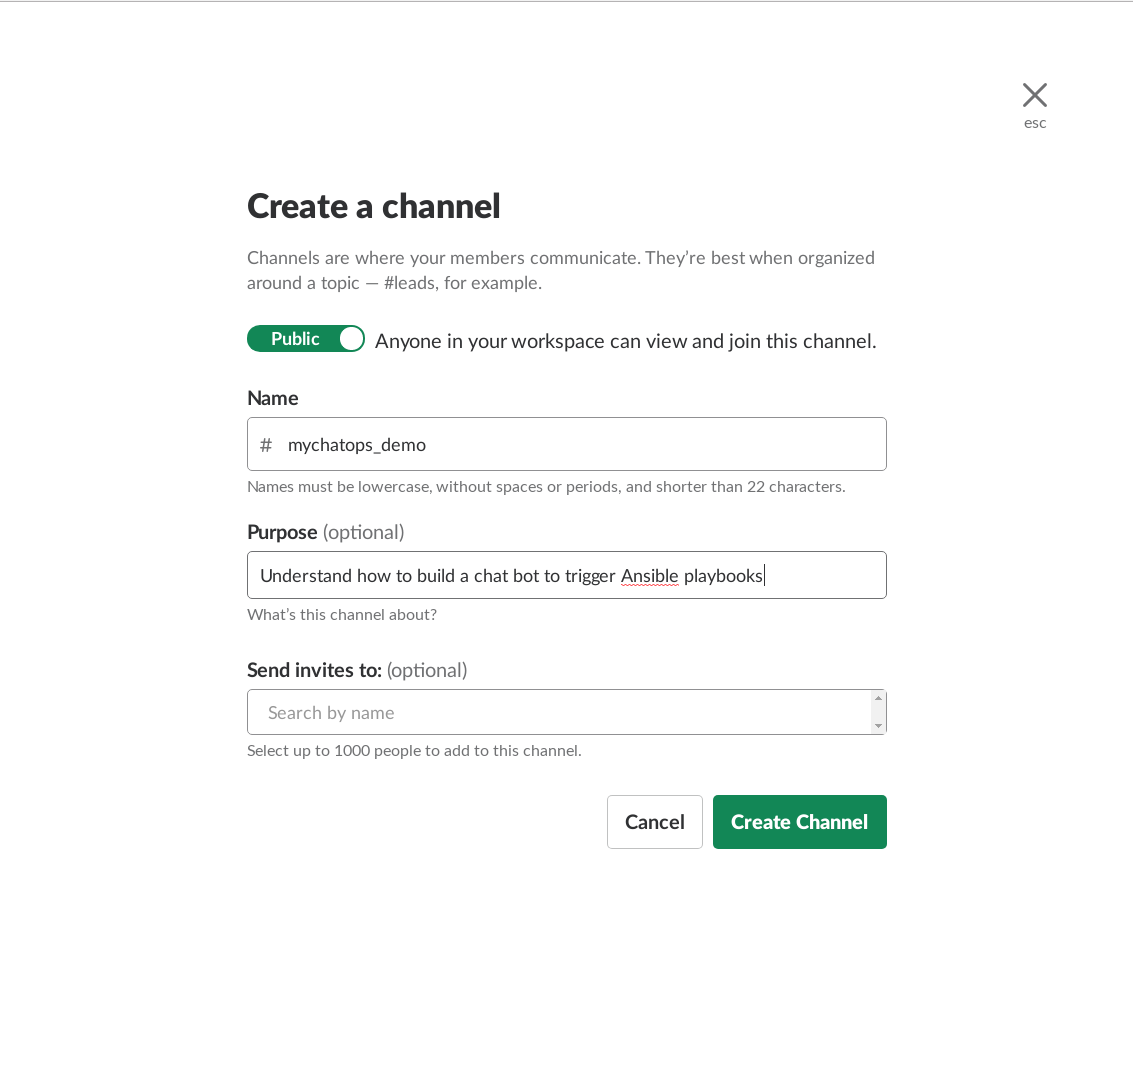 esc
Create a channel
Channels are where your members communicate. They’re best when organized
around a topic — #leads, for example.
Public Anyone in your workspace can view and join this channel.
Name
# mychatops_demo
Names must be lowercase, without spaces or periods, and shorter than 22 characters.
Purpose (optional)
Understand how to build a chat bot to trigger Ansible playbooks
What’s this channel about?
Send invites to: (optional)
Search by name
Select up to 1000 people to add to this channel.
Cancel Create Channel